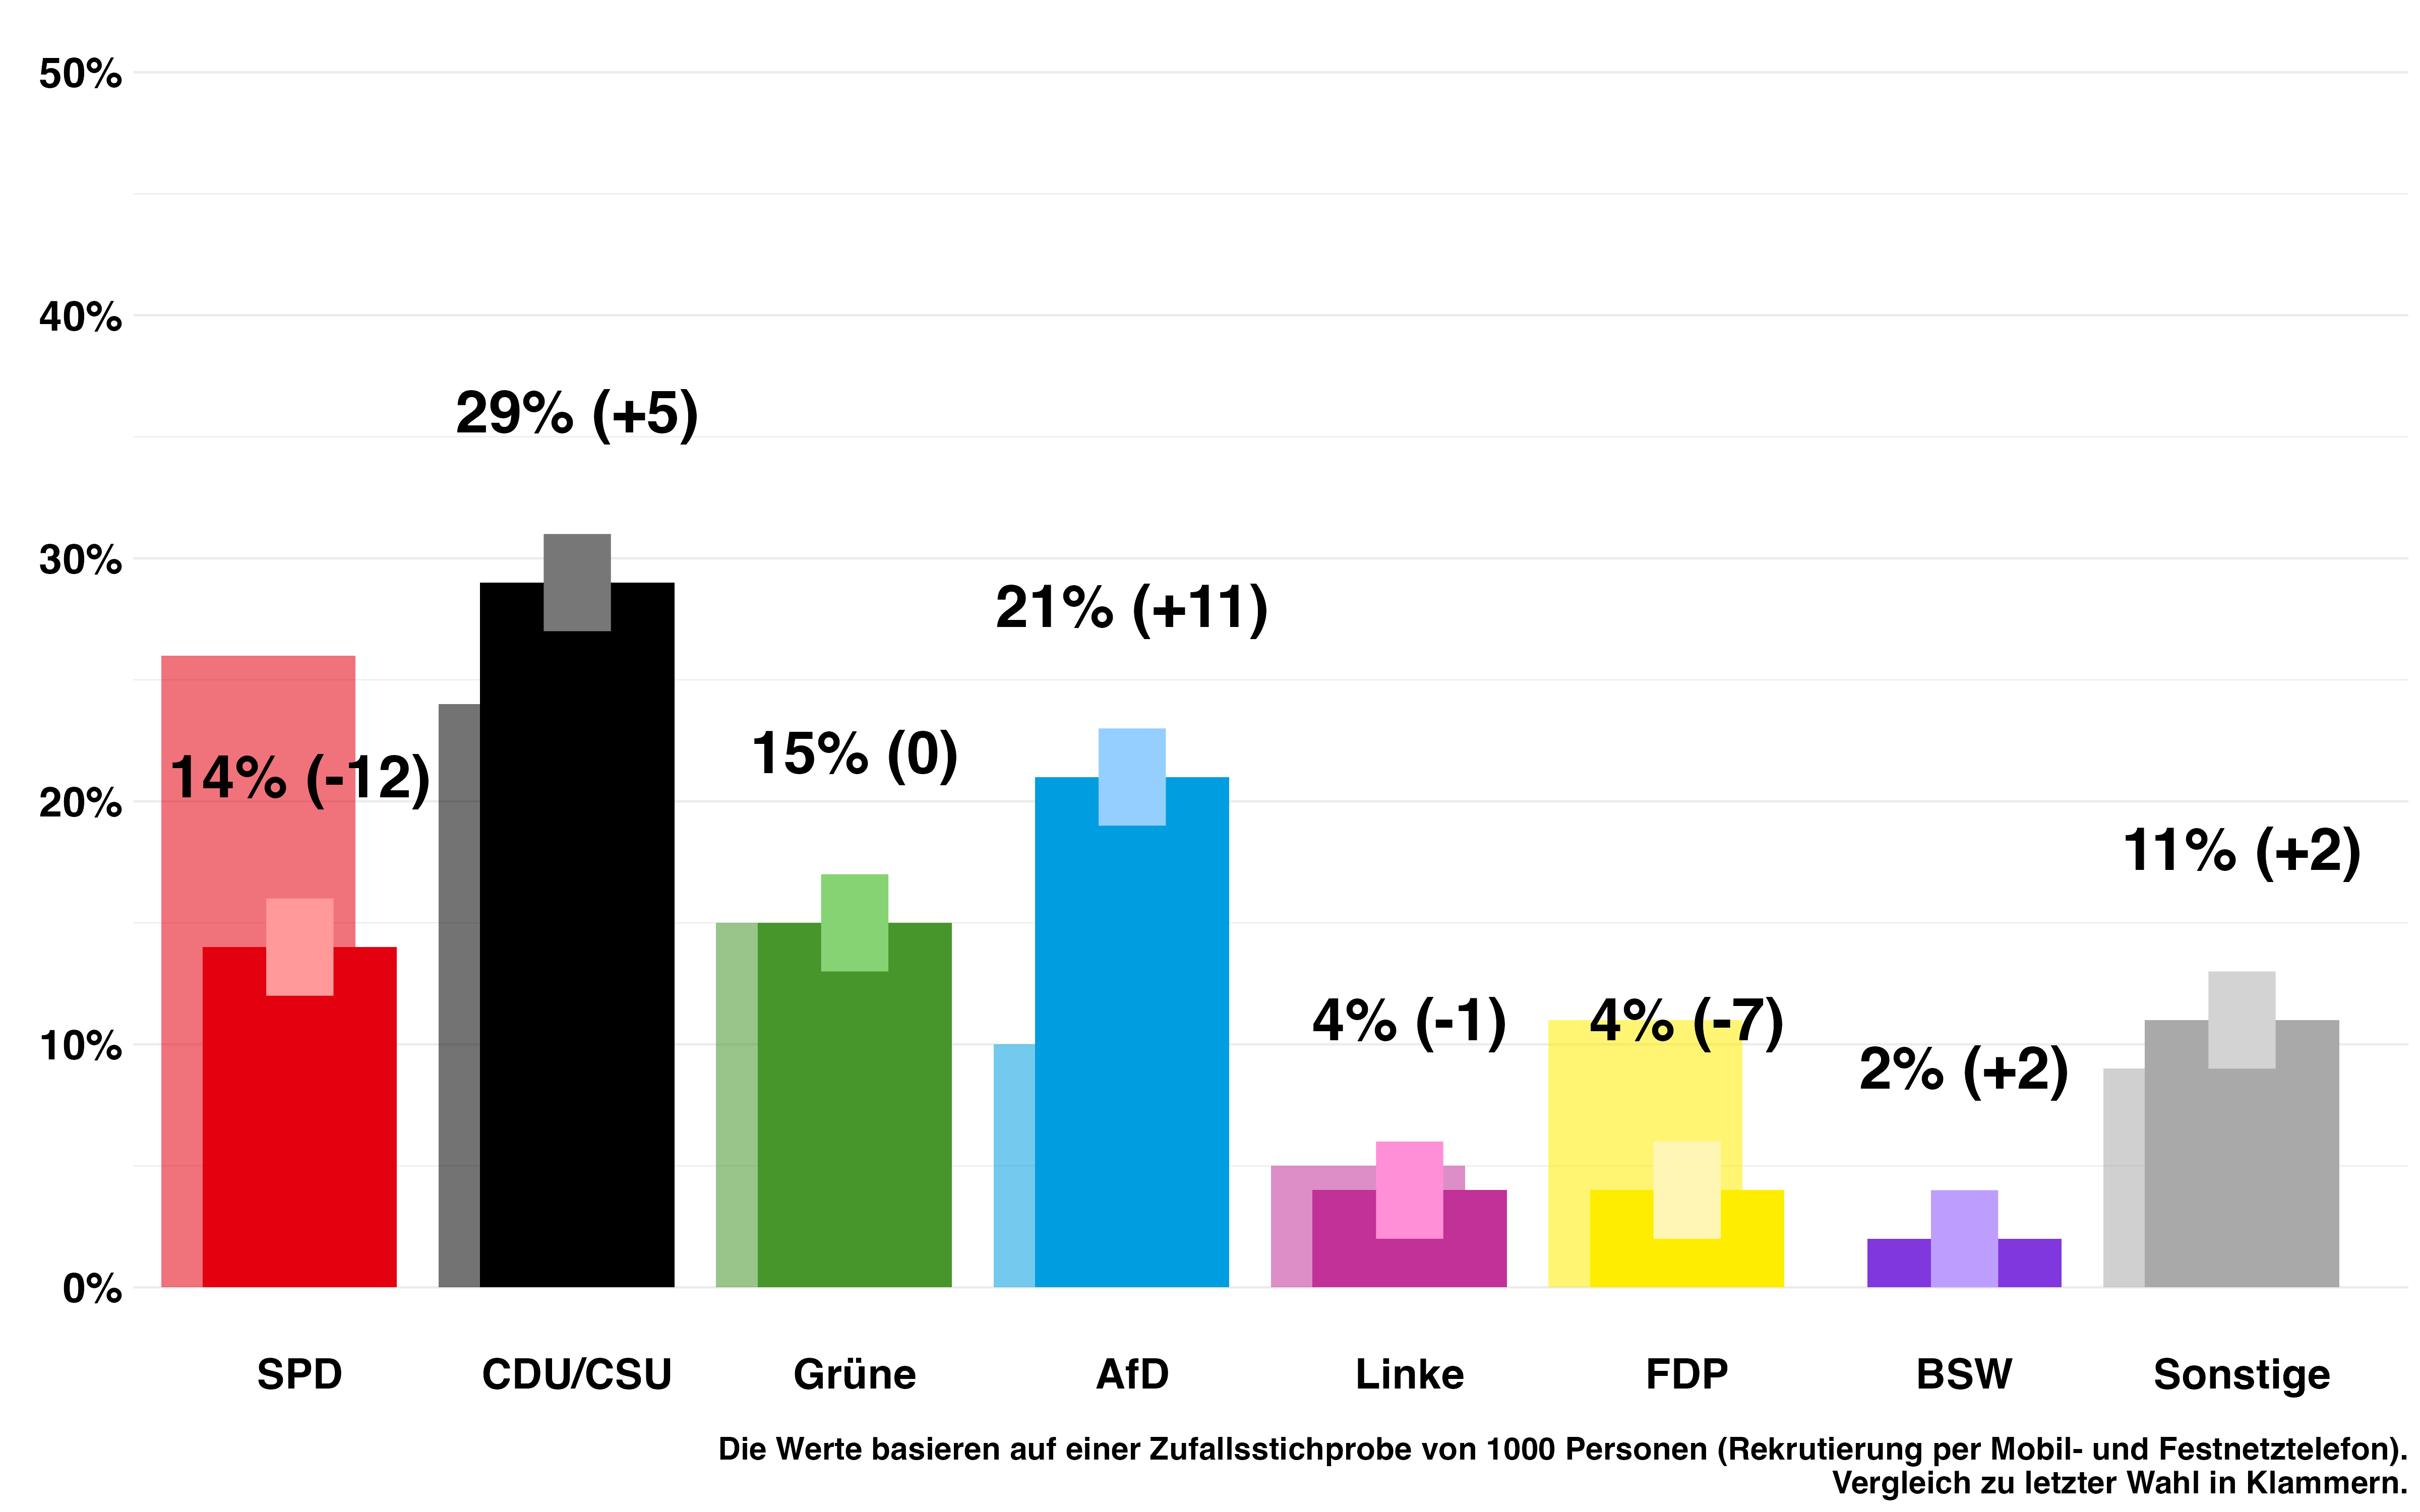 50%
40%
30%
20%
10%
0%
14% (-12)
29% (+5)
15% (0)
21% (+11)
4% (-1)
4% (-7)
2% (+2)
11% (+2)
SPD
CDU/CSU
Grüne
AfD
Linke
FDP
BSW
Sonstige
Die Werte basieren auf einer Zufallsstichprobe von 1000 Personen (Rekrutierung per Mobil- und Festnetztelefon).
Vergleich zu letzter Wahl in Klammern.